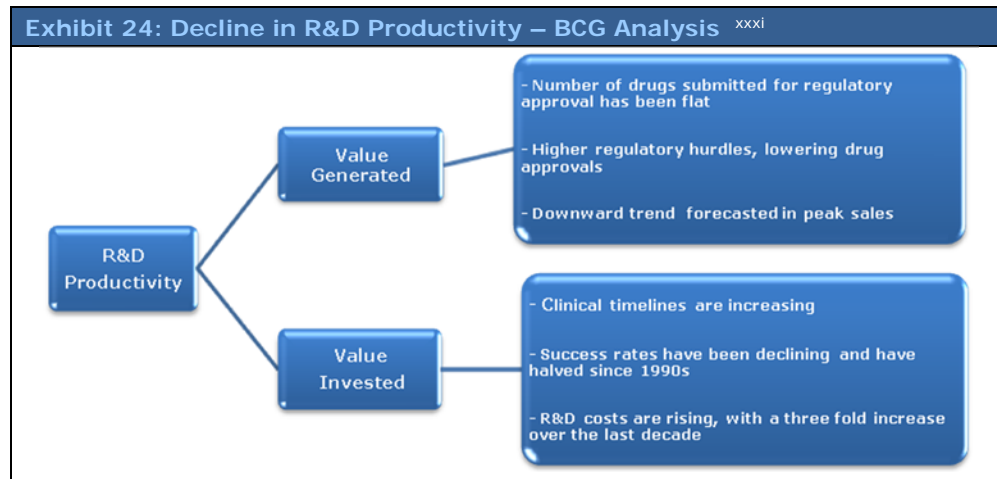 Exhibit 24: Decline in R&D Productivity – BCG Analysis xxxi
- Number of drugs submitted for regulatory
approval has been flat
Value
Generated
- Higher regulatory hurdles, lowering drug
approvals
- Downward trend forecasted in peak sales
R&D
Productivity
- Clinical timelines are increasing
Value
Invested
- Success rates have been declining and have
halved since 1990s
- R&D costs are rising, with a three fold increase
over the last decade